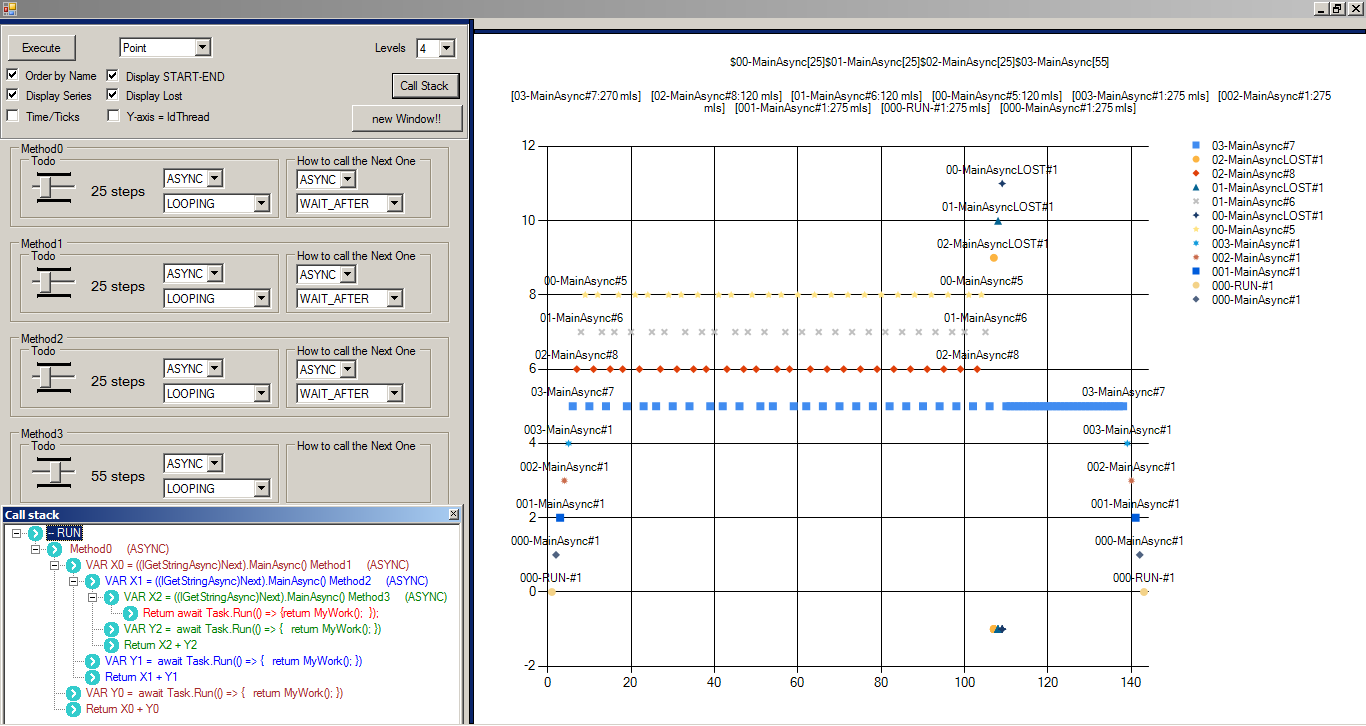 Execute
Point
Levels
4
Order by Name
Display START-END
Display Series
Display Lost
Call Stack
Time/Ticks
Y-axis = IdThread
new Window!!
Method0
Todo
25 steps
ASYNC
LOOPING
How to call the Next One
ASYNC
WAIT_AFTER
Method1
Todo
25 steps
ASYNC
LOOPING
How to call the Next One
ASYNC
WAIT_AFTER
Method2
Todo
25 steps
ASYNC
LOOPING
How to call the Next One
ASYNC
WAIT_AFTER
Method3
Todo
55 steps
ASYNC
LOOPING
How to call the Next One
Call stack
-- RUN
Method0 (ASYNC)
VAR X0 = ((IGetStringAsync)Next).MainAsync() Method1 (ASYNC)
VAR X1 = ((IGetStringAsync)Next).MainAsync() Method2 (ASYNC)
VAR X2 = ((IGetStringAsync)Next).MainAsync() Method3 (ASYNC)
Return await Task.Run(() => {return MyWork(); });
VAR Y2 = await Task.Run(() => { return MyWork(); })
Return X2 + Y2
VAR Y1 = await Task.Run(() => { return MyWork(); })
Return X1 + Y1
VAR Y0 = await Task.Run(() => { return MyWork(); })
Return X0 + Y0
$00-MainAsync[25]$01-MainAsync[25]$02-MainAsync[25]$03-MainAsync[55]
[03-MainAsync#7:270 mls] [02-MainAsync#8:120 mls] [01-MainAsync#6:120 mls] [00-MainAsync#5:120 mls] [003-MainAsync#1:275 mls] [002-MainAsync#1:275
mls] [001-MainAsync#1:275 mls] [000-RUN-#1:275 mls] [000-MainAsync#1:275 mls]
12
00-MainAsyncLOST#1
01-MainAsyncLOST#1
10
02-MainAsyncLOST#1
00-MainAsync#5
00-MainAsync#5
8
01-MainAsync#6
01-MainAsync#6
02-MainAsync#8
02-MainAsync#8
6
03-MainAsync#7
03-MainAsync#7
003-MainAsync#1
003-MainAsync#1
4
002-MainAsync#1
002-MainAsync#1
001-MainAsync#1
001-MainAsync#1
2
000-MainAsync#1
000-MainAsync#1
000-RUN-#1
000-RUN-#1
0
-2
0 20 40 60 80 100 120 140
03-MainAsync#7
02-MainAsyncLOST#1
02-MainAsync#8
01-MainAsyncLOST#1
01-MainAsync#6
00-MainAsyncLOST#1
00-MainAsync#5
003-MainAsync#1
002-MainAsync#1
001-MainAsync#1
000-RUN-#1
000-MainAsync#1